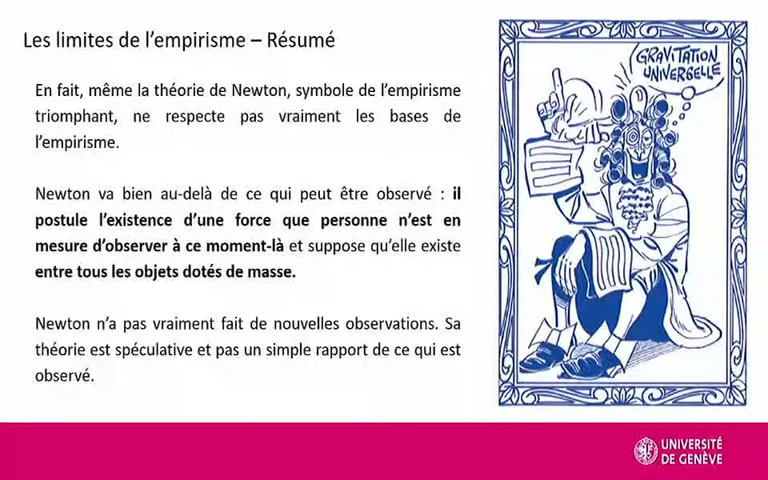 Les limites de l’empirisme – Résumé
En fait, même la théorie de Newton, symbole de l’empirisme
triomphant, ne respecte pas vraiment les bases de
l’empirisme.
Newton va bien au-delà de ce qui peut être observé : il
postule l’existence d’une force que personne n’est en
mesure d’observer à ce moment-là et suppose qu’elle existe
entre tous les objets dotés de masse.
Newton n’a pas vraiment fait de nouvelles observations. Sa
théorie est spéculative et pas un simple rapport de ce qui est
observé.
GRAVITATION
UNIVERSELLE
UNIVERSITÉ
DE GENÈVE